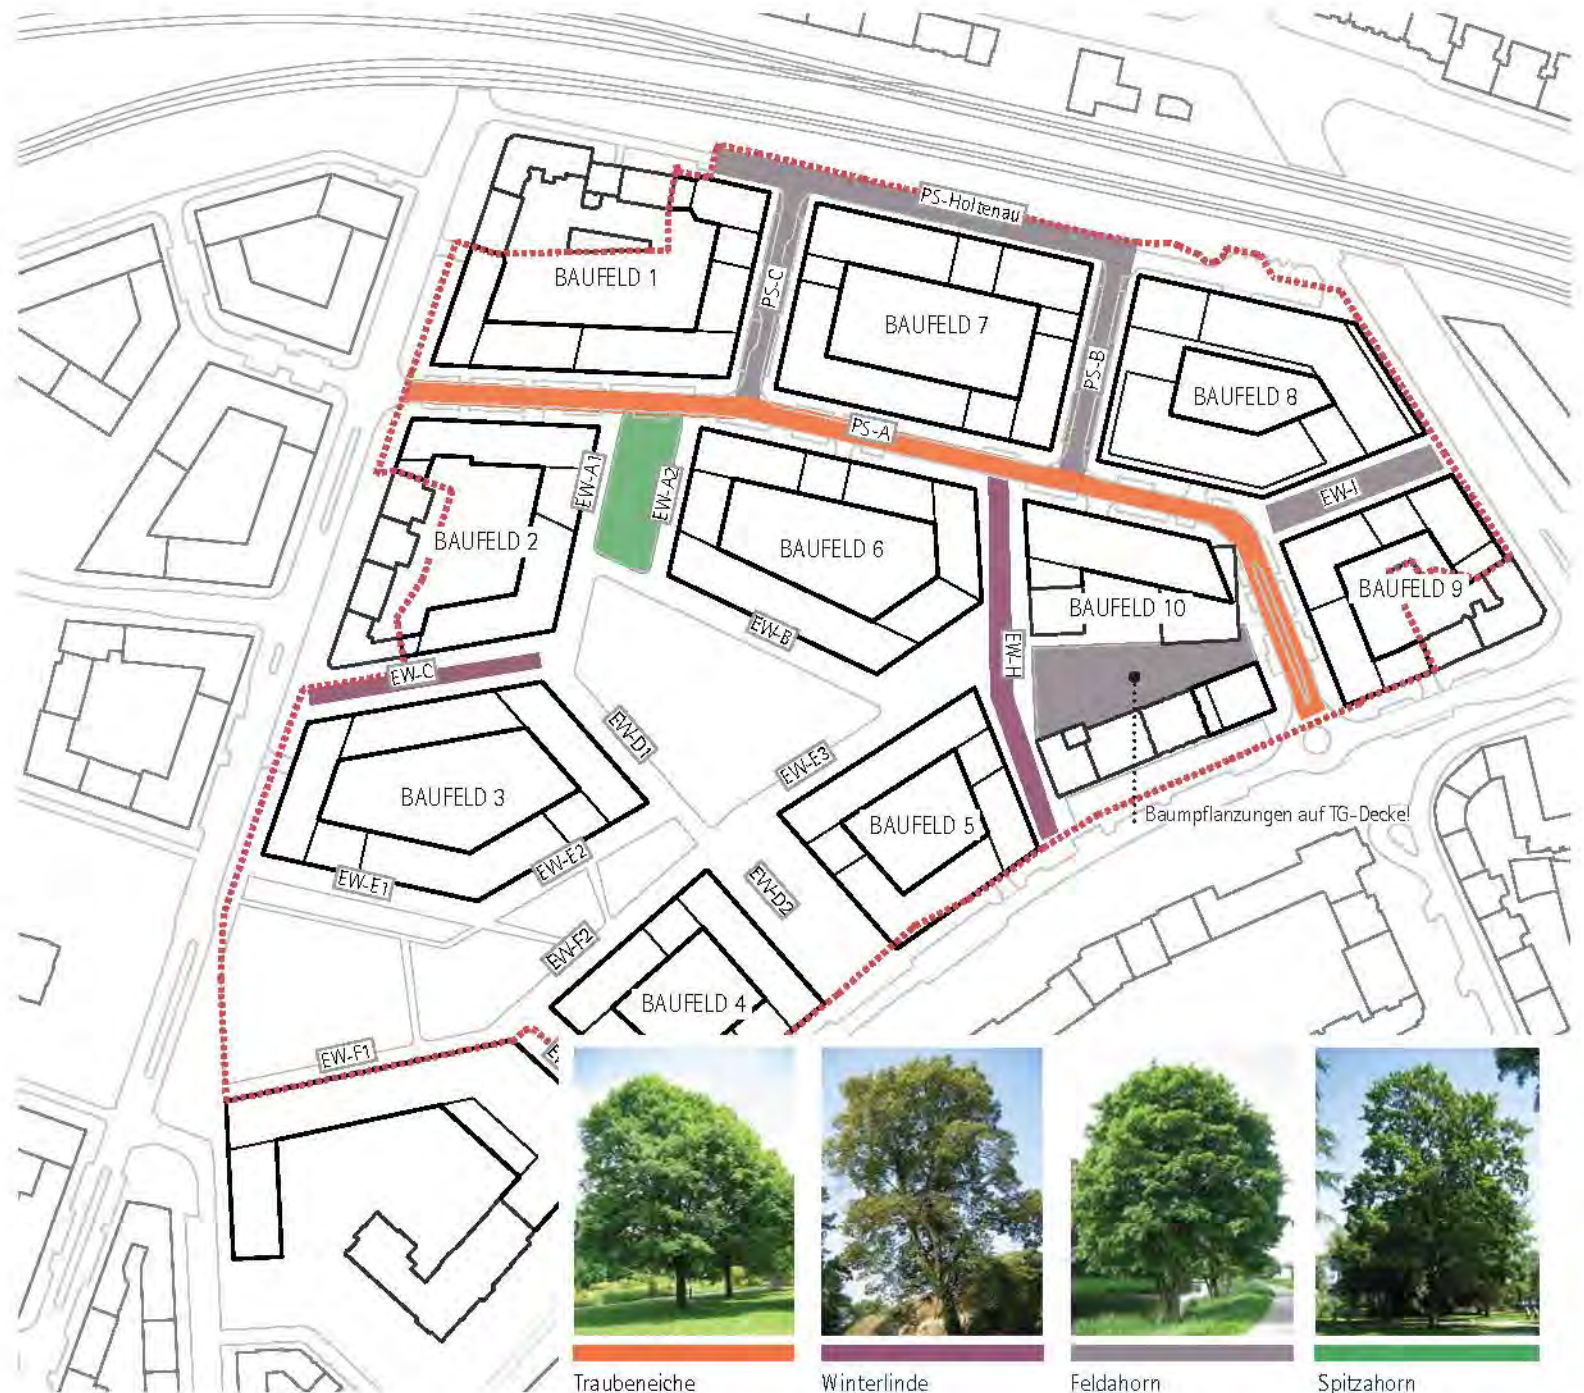 PS-Holtenau
BAUFELD 1
PS-C
BAUFELD 7
PS-B
BAUFELD 8
PS-A
EW-A1
EW-A2
EW-I
BAUFELD 2
BAUFELD 6
BAUFELD 9
BAUFELD 10
EW-B
EW-H
EW-C
EW-D1
EW-E3
BAUFELD 3
BAUFELD 5
Baumpflanzungen auf TG-Decke!
EW-E2
EW-E1
EW-D2
EW-F2
BAUFELD 4
EW-F1
Traubeneiche
Winterlinde
Feldahorn
Spitzahorn